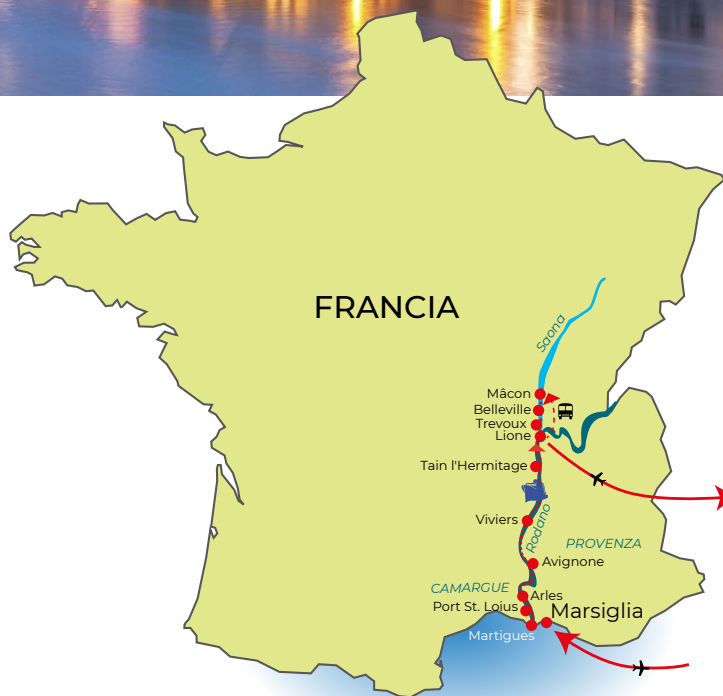 FRANCIA
Saona
Mâcon
Belleville
Trevoux
Lione
Tain l'Hermitage
Viviers
Rodano
PROVENZA
Avignone
CAMARGUE
Arles
Port St. Loius
Marsiglia
Martigues